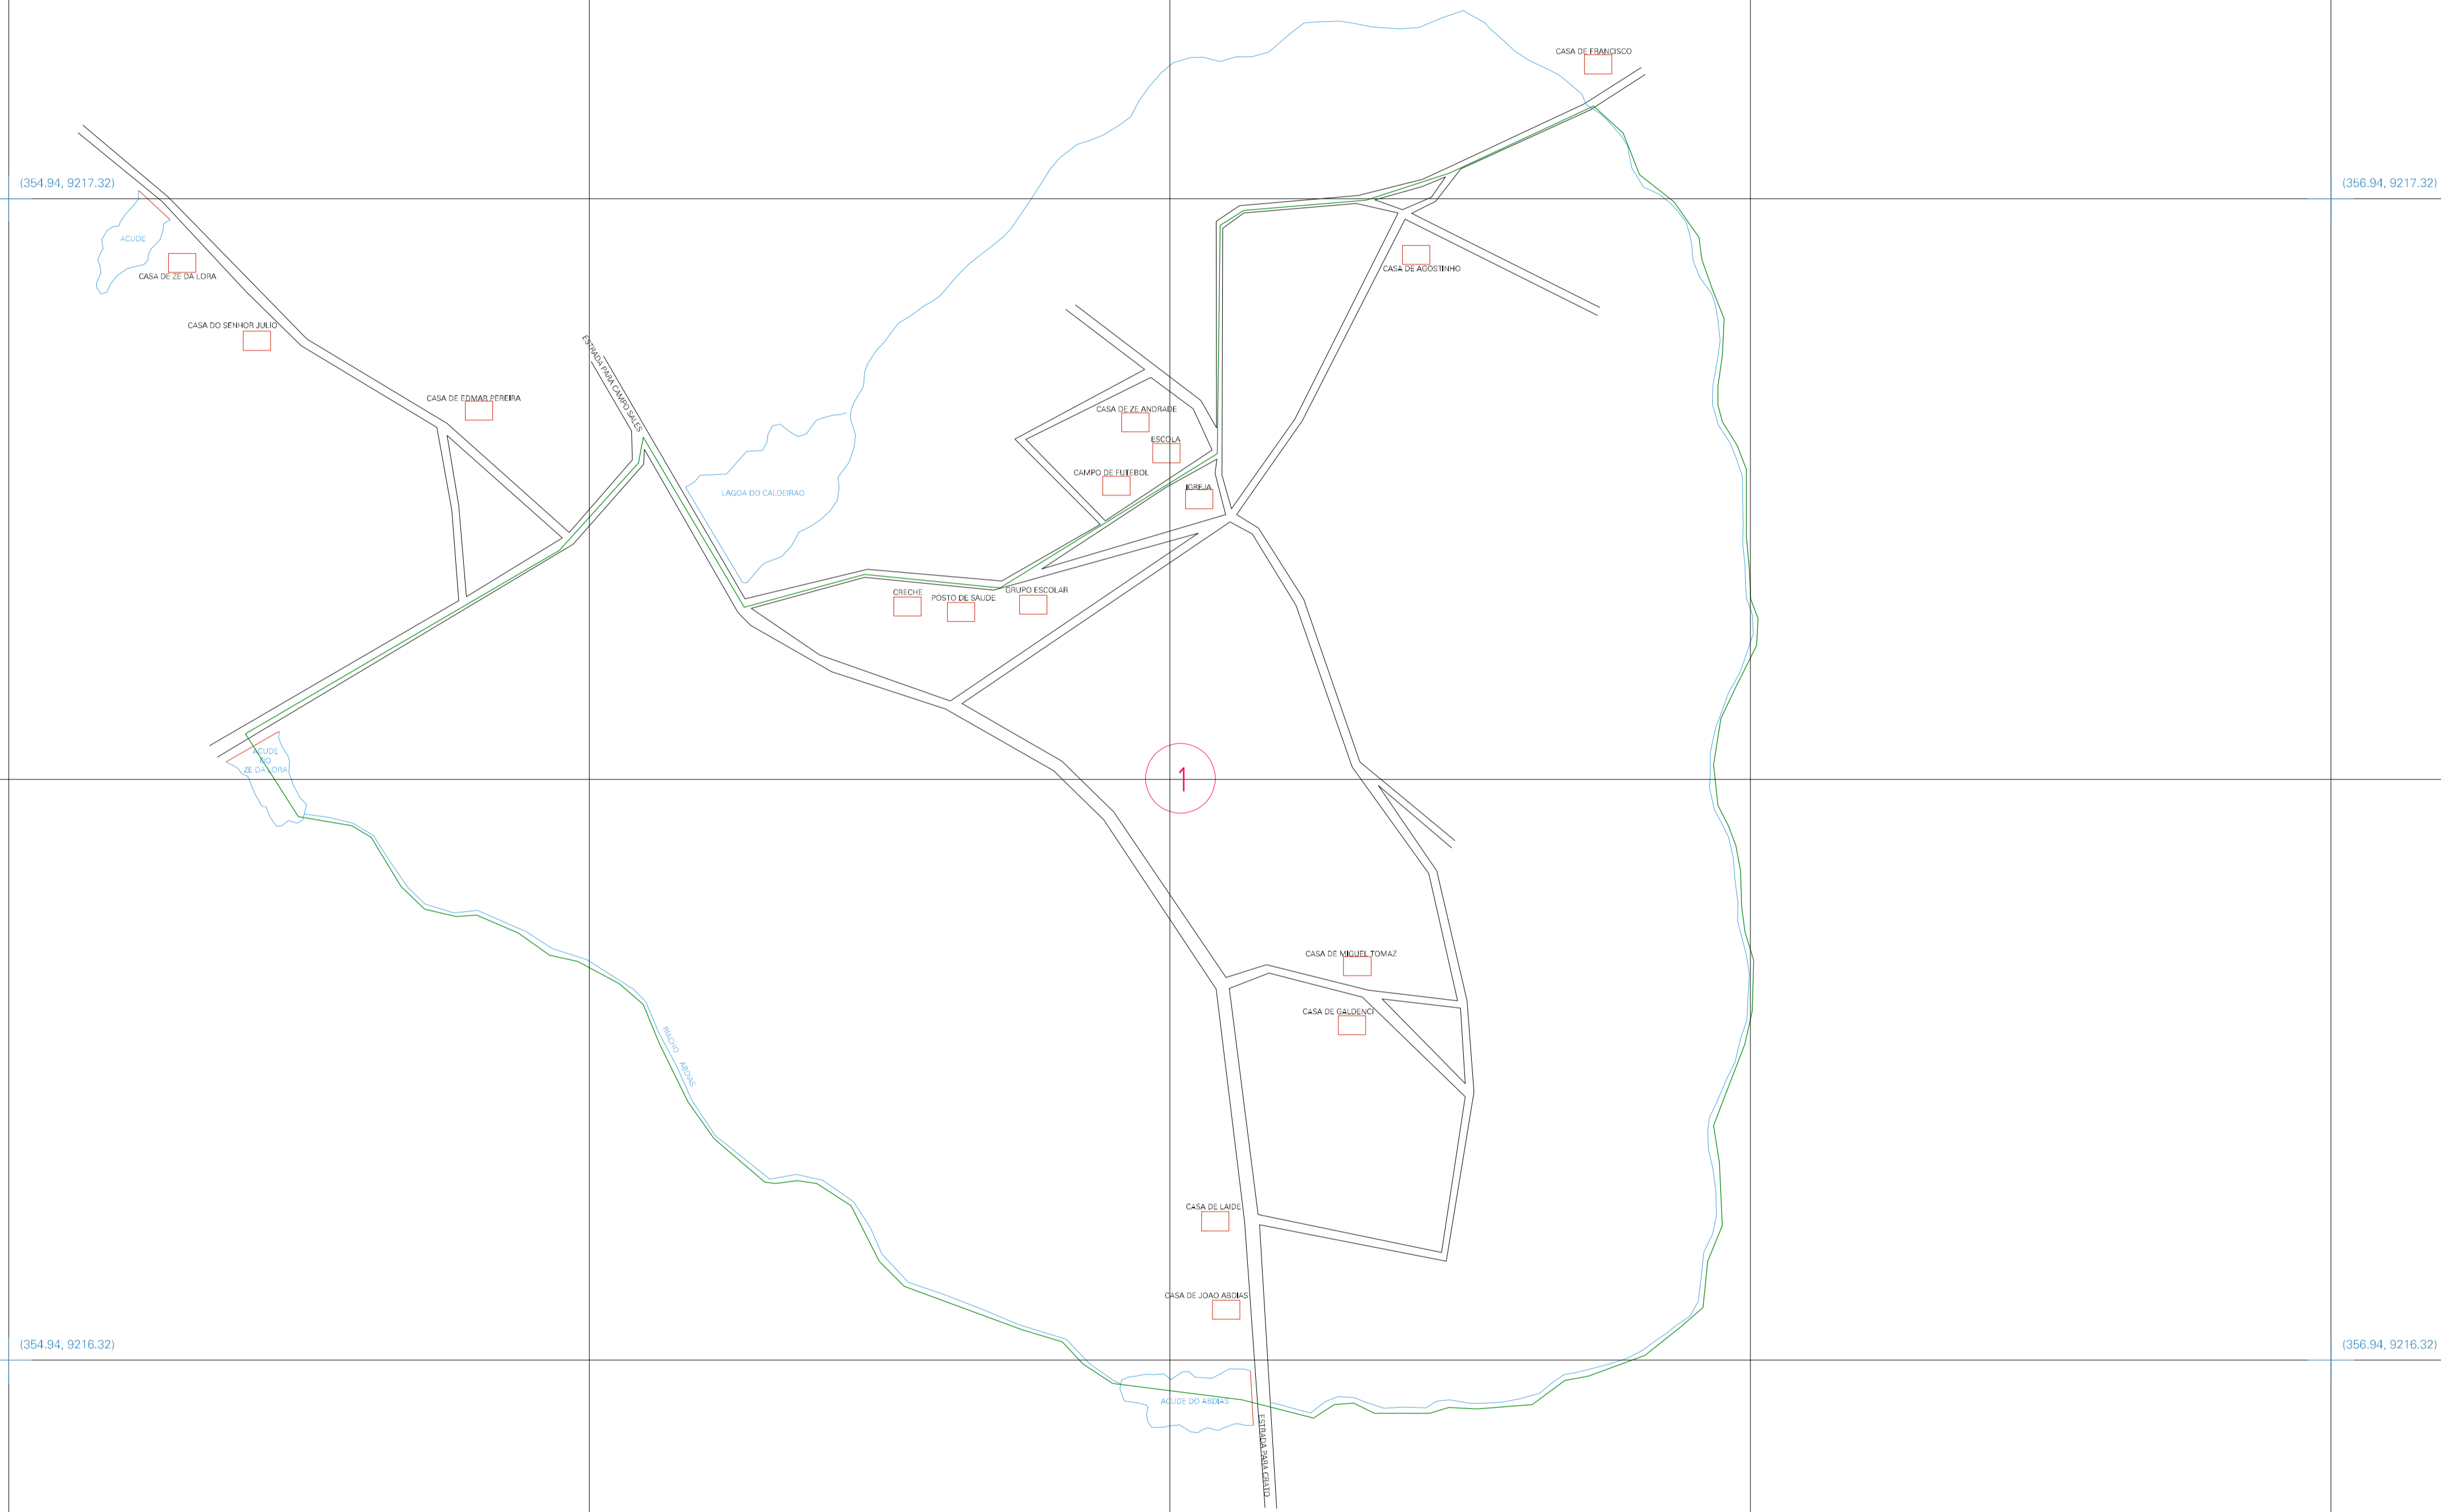 CASA DE FRANCISCO
(354.94, 9217.32)
(356.94, 9217.32)
ACUDE
CASA DE ZE DA LORA
CASA DE AGOSTINHO
CASA DO SENHOR JULIO
ESTRADA PARA CAMPO SALES
CASA DE EDMAR PEREIRA
CASA DE ZE ANDRADE
ESCOLA
CAMPO DE FUTEBOL
IGREJA
LAGOA DO CALDEIRAO
CRECHE
POSTO DE SAUDE
GRUPO ESCOLAR
ACUDE
DO
ZE DA LORA
1
CASA DE MIGUEL TOMAZ
CASA DE GALDENCI
RIACHO ABDIAS
CASA DE LAIDE
CASA DE JOAO ABDIAS
(354.94, 9216.32)
(356.94, 9216.32)
ACUDE DO ABDIAS
ESTRADA PARA CRATO